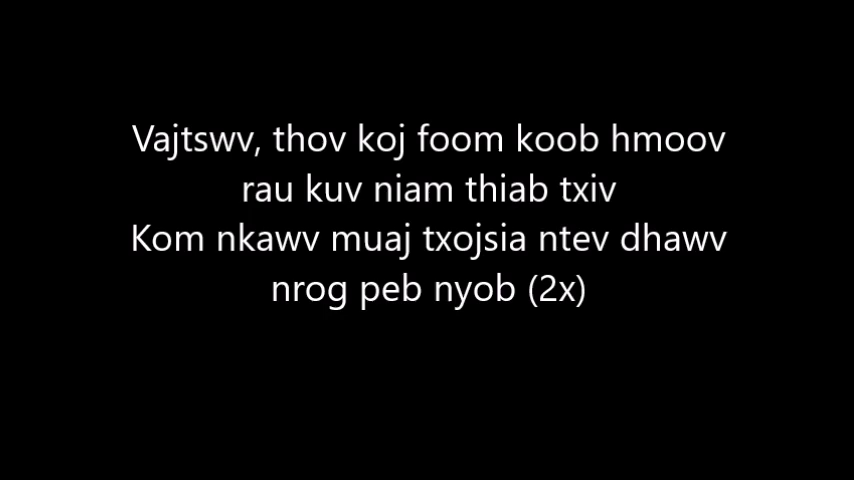 Vajtswv, thov koj foom koob hmoov
rau kuv niam thiab txiv
Kom nkawv muaj txojsia ntev dhawv
nrog peb nyob (2x)